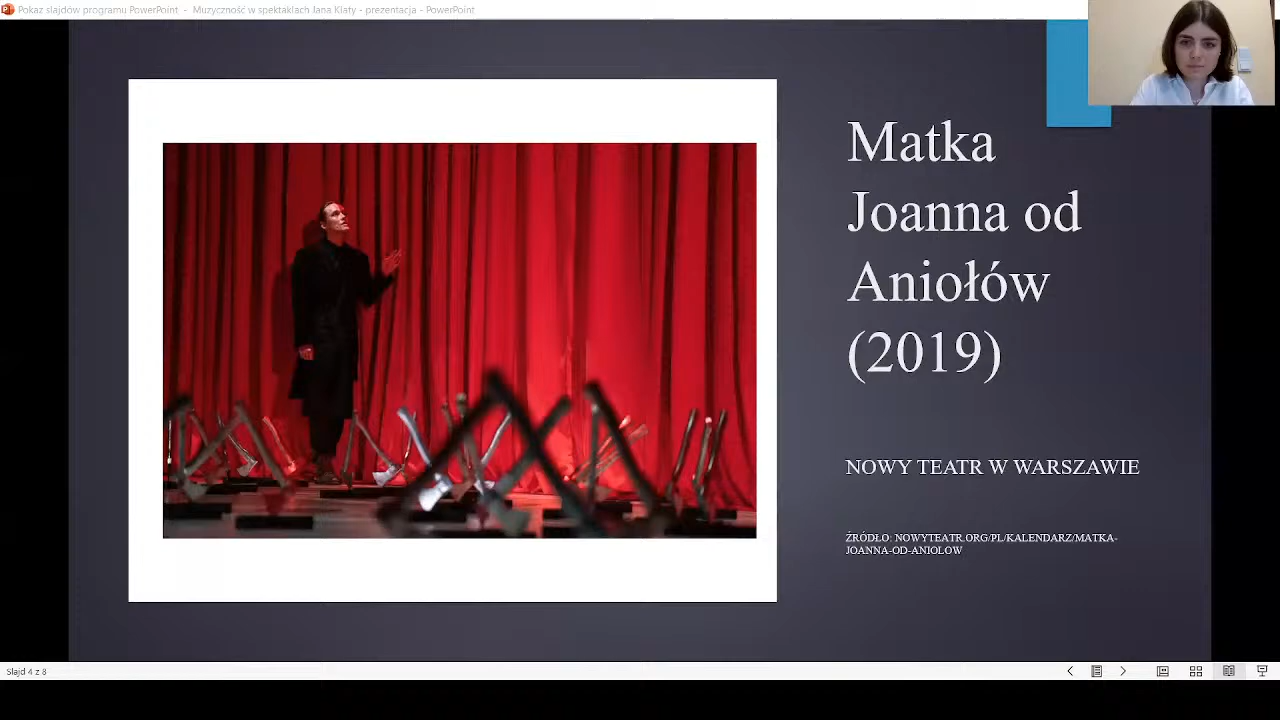 Pokaz slajdów programu PowerPoint - Muzyczność w spektaklach Jana Klaty - prezentacja - PowerPoint
Matka
Joanna od
Aniołów
(2019)
NOWY TEATR W WARSZAWIE
ŹRÓDŁO: NOWYTEATR.ORG/PL/KALENDARZ/MATKA-
JOANNA-OD-ANIOLOW
Slajd 4 z 8